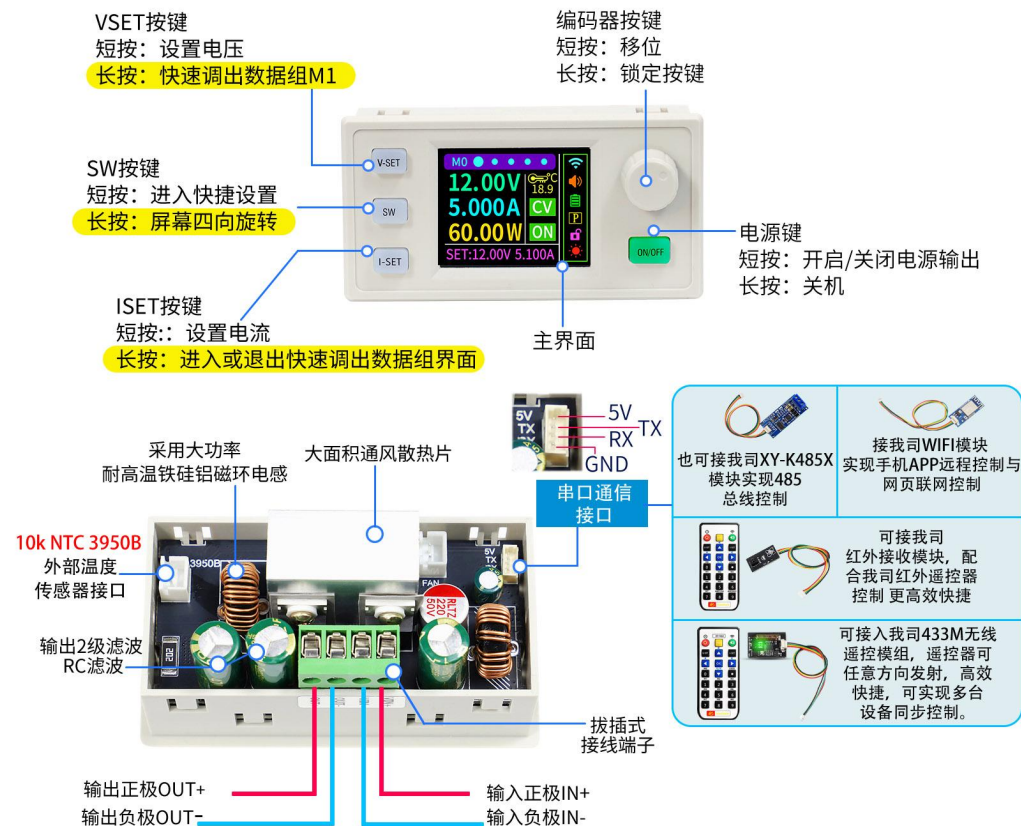 VSET按键
短按：设置电压
长按：快速调出数据组M1
编码器按键
短按：移位
长按：锁定按键
SW按键
短按：进入快捷设置
长按：屏幕四向旋转
V-SET
SW
I-SET
M0
12.00V
℃
18.9
5.000A
CV
60.00W
ON
SET:12.00V 5.100A
P
ON/OFF
电源键
短按：开启/关闭电源输出
长按：关机
ISET按键
短按:：设置电流
长按：进入或退出快速调出数据组界面
主界面
采用大功率
耐高温铁硅铝磁环电感
大面积通风散热片
5V
TX
5V
TX
RX
GND
串口通信
接口
也可接我司XY-K485X
模块实现485
总线控制
接我司WIFI模块
实现手机APP远程控制与
网页联网控制
10k NTC 3950B
外部温度
传感器接口
3950B
FAN
5V
TX
RLTZ
220
50V
202
可接我司
红外接收模块，配
合我司红外遥控器
控制 更高效快捷
输出2级滤波
RC滤波
可接入我司433M无线
遥控模组，遥控器可
任意方向发射，高效
快捷，可实现多台
设备同步控制。
拔插式
接线端子
输出正极OUT+
输出负极OUT-
输入正极IN+
输入负极IN-